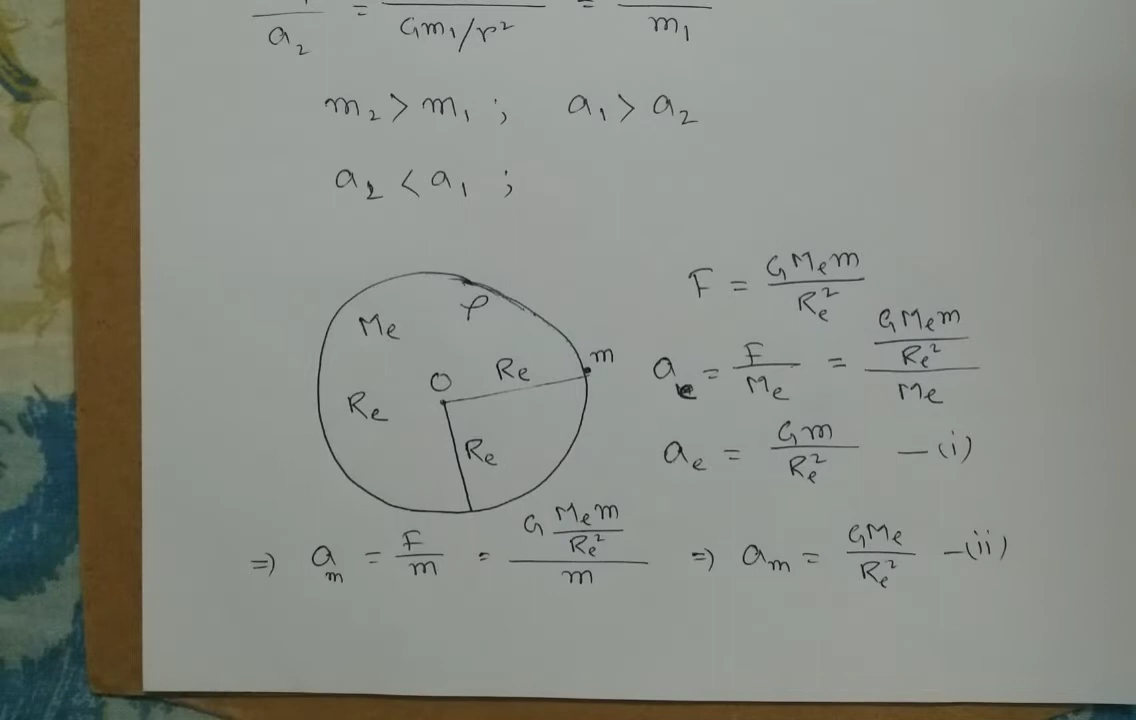 a₂ = Gm₁/r² = m₁
m₂ > m₁ ; a₁ > a₂
a₂ < a₁ ;
F = GMₑm / Rₑ²
Mₑ ρ
aₑ = F/Mₑ = (GMₑm / Rₑ²) / Mₑ
O Rₑ m
Rₑ Rₑ
aₑ = Gm / Rₑ² —(i)
⇒ aₘ = F/m = (G Mₑm / Rₑ²) / m ⇒ aₘ = GMₑ / Rₑ² —(ii)